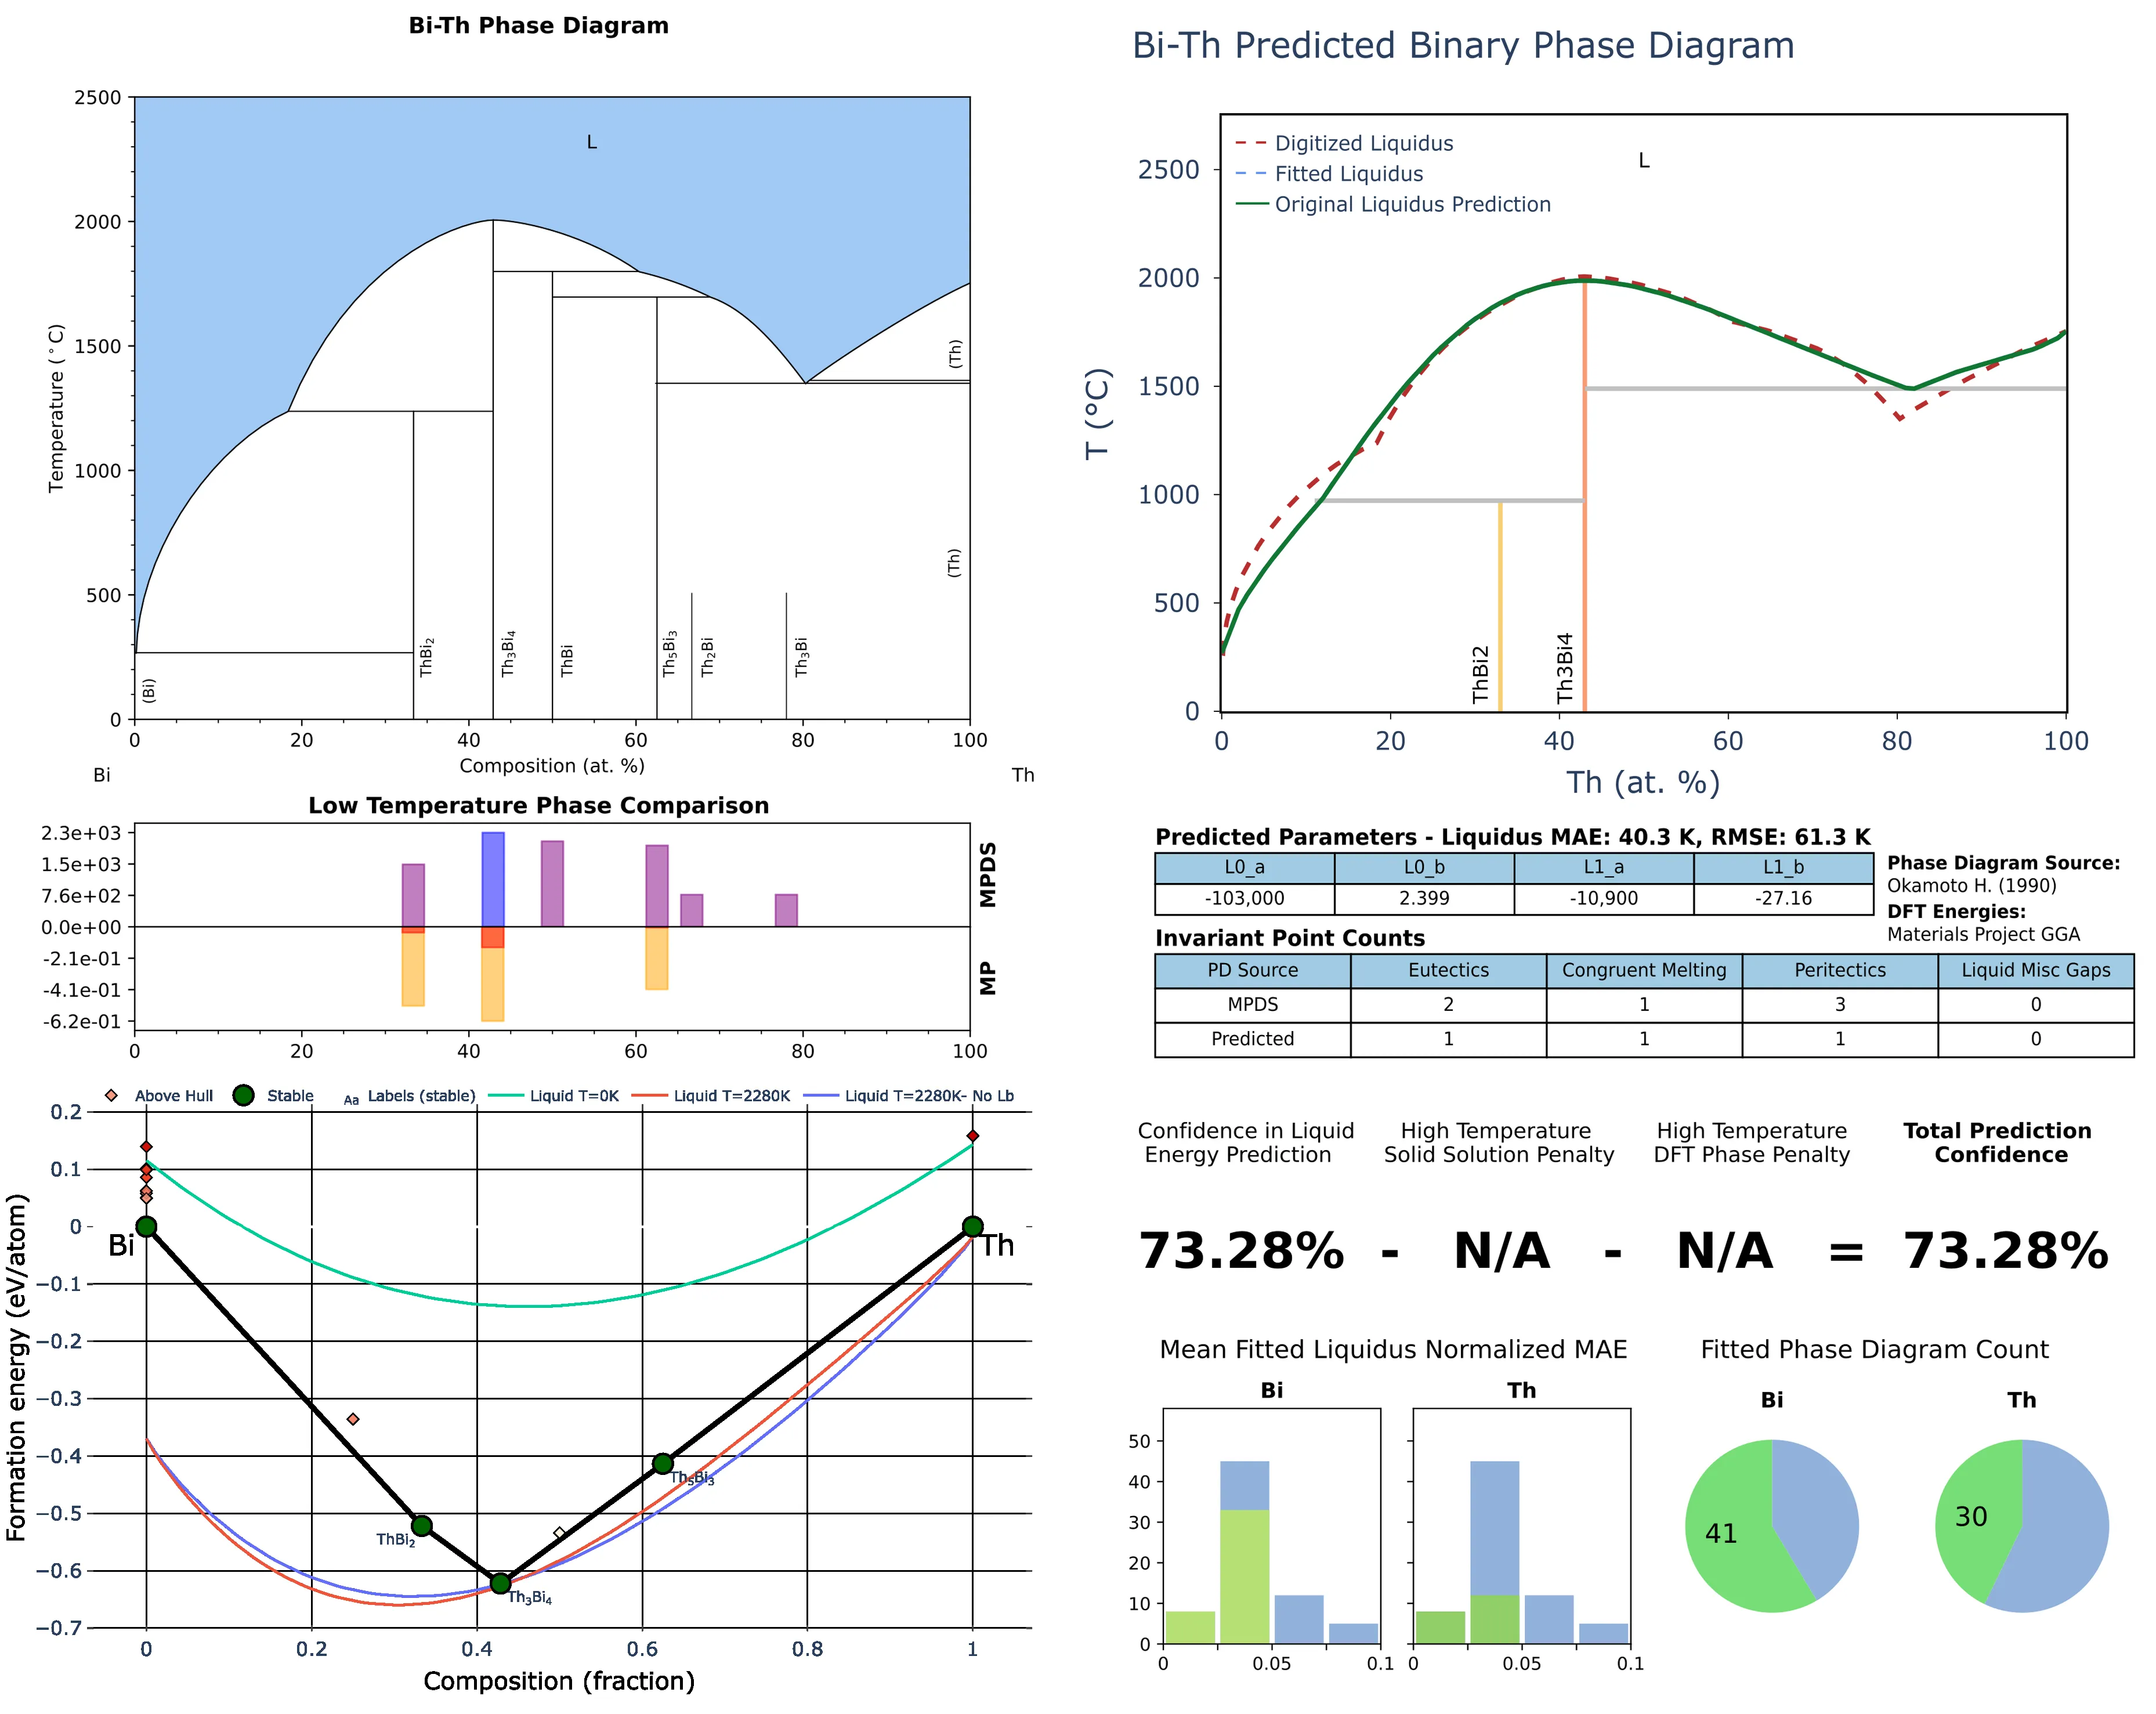 Bi-Th Phase Diagram
2500
2000
1500
1000
500
0
Temperature (°C)
L
(Th)
(Th)
(Bi)
ThBi2
Th3Bi4
ThBi
Th5Bi3
Th2Bi
Th3Bi
0 20 40 60 80 100
Composition (at. %)
Bi Th
Low Temperature Phase Comparison
2.3e+03
1.5e+03
7.6e+02
0.0e+00
-2.1e-01
-4.1e-01
-6.2e-01
MPDS
MP
0 20 40 60 80 100
Above Hull Stable Aa Labels (stable) Liquid T=0K Liquid T=2280K Liquid T=2280K- No Lb
0.2
0.1
0
−0.1
−0.2
−0.3
−0.4
−0.5
−0.6
−0.7
Formation energy (eV/atom)
Bi
Th
ThBi2
Th3Bi4
Th5Bi3
0 0.2 0.4 0.6 0.8 1
Composition (fraction)
Bi-Th Predicted Binary Phase Diagram
Digitized Liquidus
Fitted Liquidus
Original Liquidus Prediction
L
2500
2000
1500
1000
500
0
T (°C)
ThBi2
Th3Bi4
0 20 40 60 80 100
Th (at. %)
Predicted Parameters - Liquidus MAE: 40.3 K, RMSE: 61.3 K
L0_a L0_b L1_a L1_b
-103,000 2.399 -10,900 -27.16
Phase Diagram Source:
Okamoto H. (1990)
DFT Energies:
Materials Project GGA
Invariant Point Counts
PD Source Eutectics Congruent Melting Peritectics Liquid Misc Gaps
MPDS 2 1 3 0
Predicted 1 1 1 0
Confidence in Liquid
Energy Prediction
High Temperature
Solid Solution Penalty
High Temperature
DFT Phase Penalty
Total Prediction
Confidence
73.28% - N/A - N/A = 73.28%
Mean Fitted Liquidus Normalized MAE
Bi Th
50
40
30
20
10
0
0 0.05 0.1
0 0.05 0.1
Fitted Phase Diagram Count
Bi Th
41
30